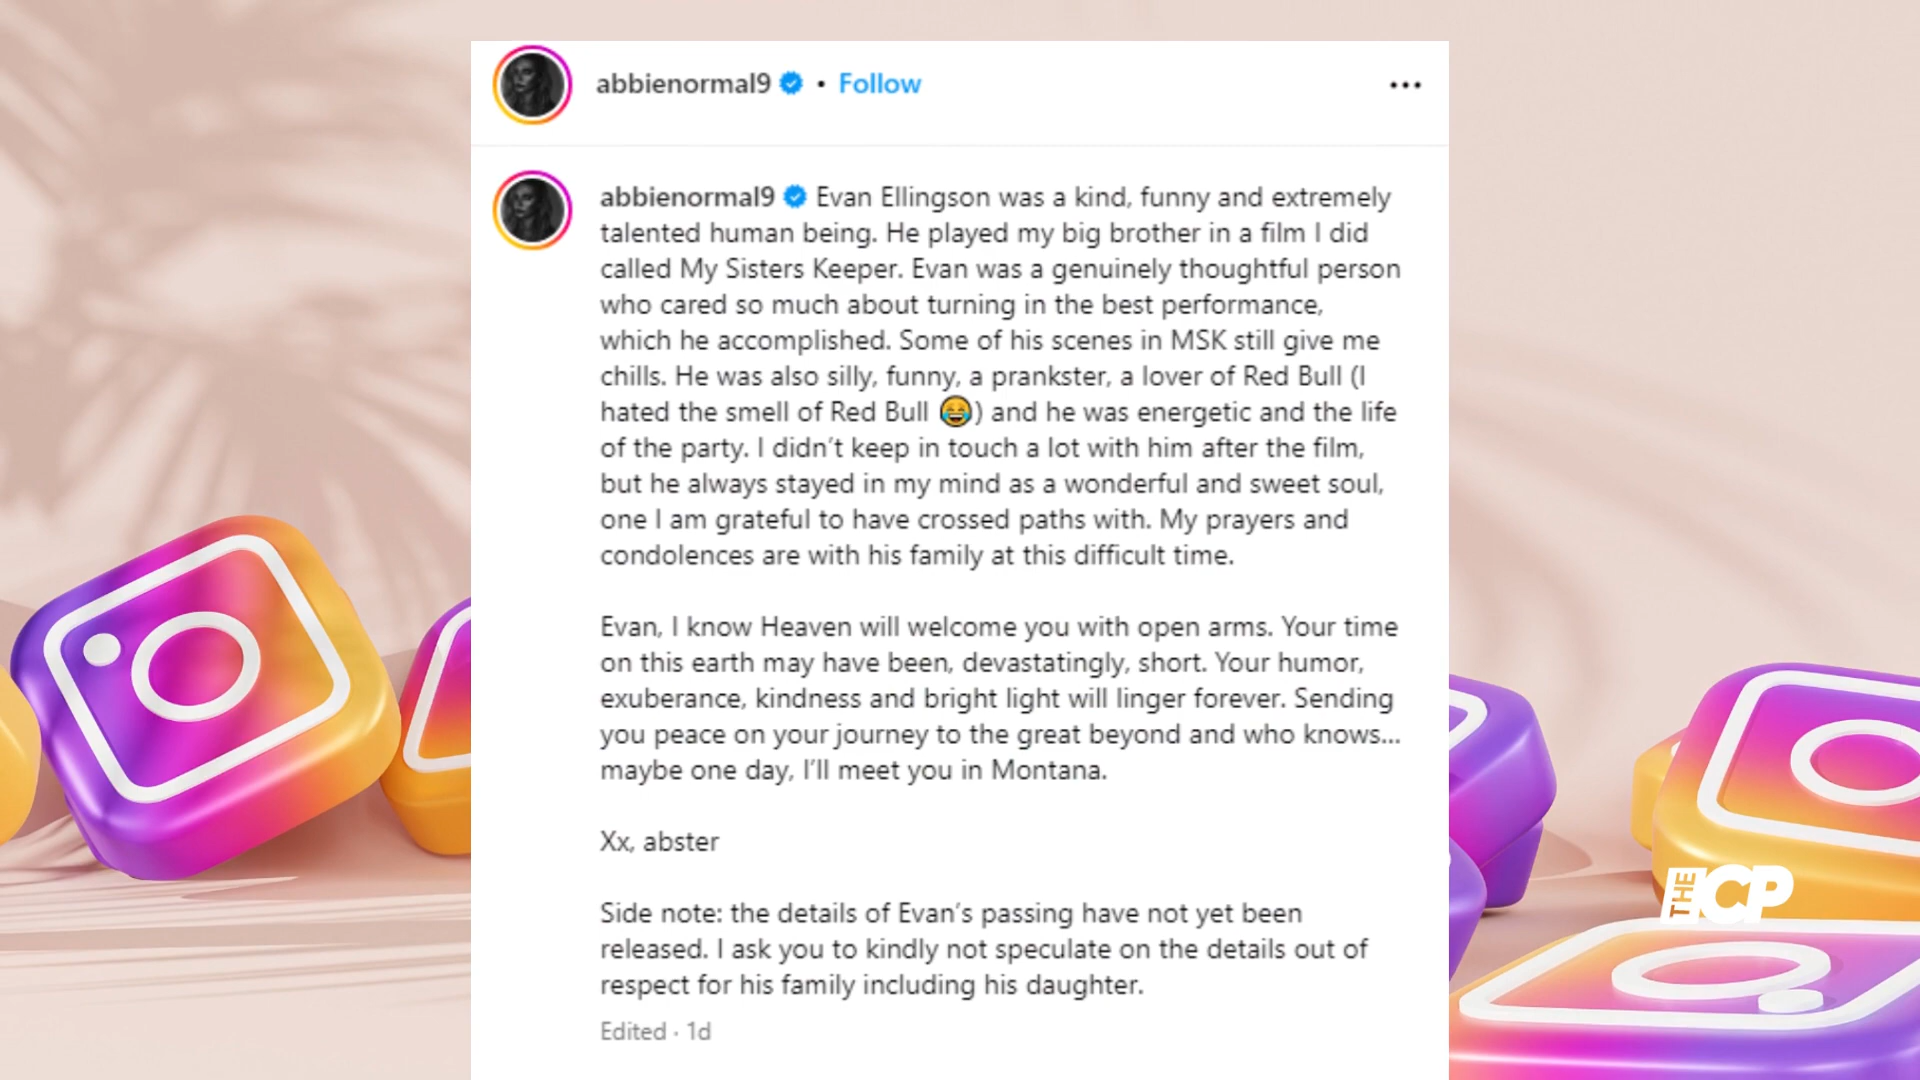 abbienormal9 • Follow
abbienormal9 Evan Ellingson was a kind, funny and extremely
talented human being. He played my big brother in a film I did
called My Sisters Keeper. Evan was a genuinely thoughtful person
who cared so much about turning in the best performance,
which he accomplished. Some of his scenes in MSK still give me
chills. He was also silly, funny, a prankster, a lover of Red Bull (I
hated the smell of Red Bull 😂) and he was energetic and the life
of the party. I didn’t keep in touch a lot with him after the film,
but he always stayed in my mind as a wonderful and sweet soul,
one I am grateful to have crossed paths with. My prayers and
condolences are with his family at this difficult time.
Evan, I know Heaven will welcome you with open arms. Your time
on this earth may have been, devastatingly, short. Your humor,
exuberance, kindness and bright light will linger forever. Sending
you peace on your journey to the great beyond and who knows...
maybe one day, I’ll meet you in Montana.
Xx, abster
Side note: the details of Evan’s passing have not yet been
released. I ask you to kindly not speculate on the details out of
respect for his family including his daughter.
Edited · 1d
THE CP